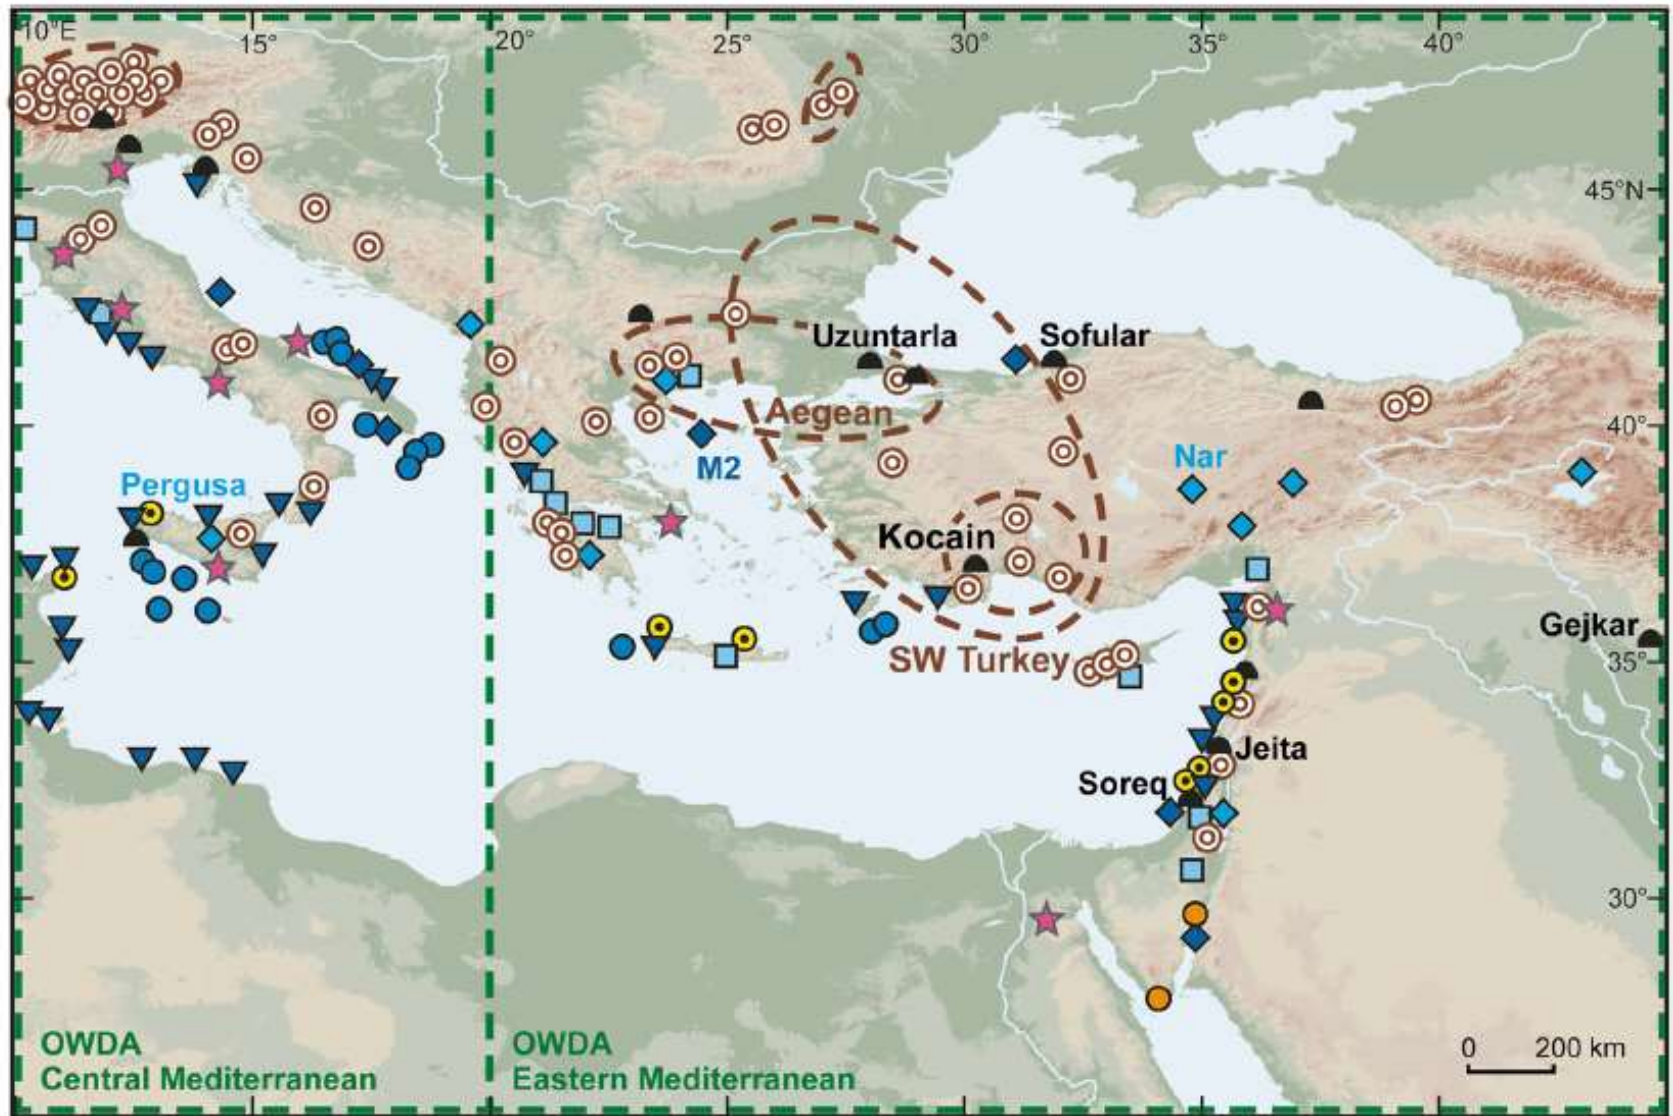 10°E
15°
20°
25°
30°
35°
40°
45°N
Uzuntarla
Sofular
Aegean
40°
M2
Nar
Pergusa
Kocain
Gejkar
35°
SW Turkey
Jeita
Soreq
30°
OWDA
Central Mediterranean
OWDA
Eastern Mediterranean
0 200 km